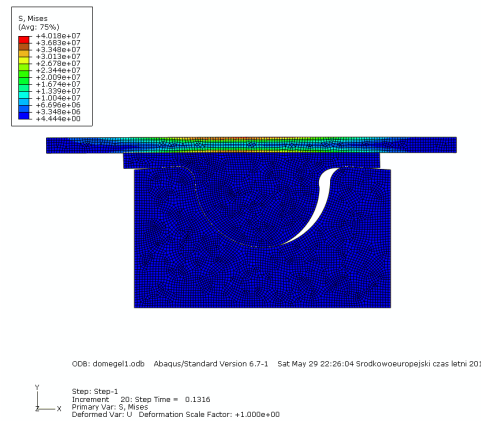 S, Mises
(Avg: 75%)
+4.018e+07
+3.683e+07
+3.348e+07
+3.013e+07
+2.678e+07
+2.344e+07
+2.009e+07
+1.674e+07
+1.339e+07
+1.004e+07
+6.696e+06
+3.348e+06
+4.444e+00
ODB: domegel1.odb Abaqus/Standard Version 6.7-1 Sat May 29 22:26:04 Srodkowoeuropejski czas letni 201
Y
Z X
Step: Step-1
Increment 20: Step Time = 0.1316
Primary Var: S, Mises
Deformed Var: U Deformation Scale Factor: +1.000e+00